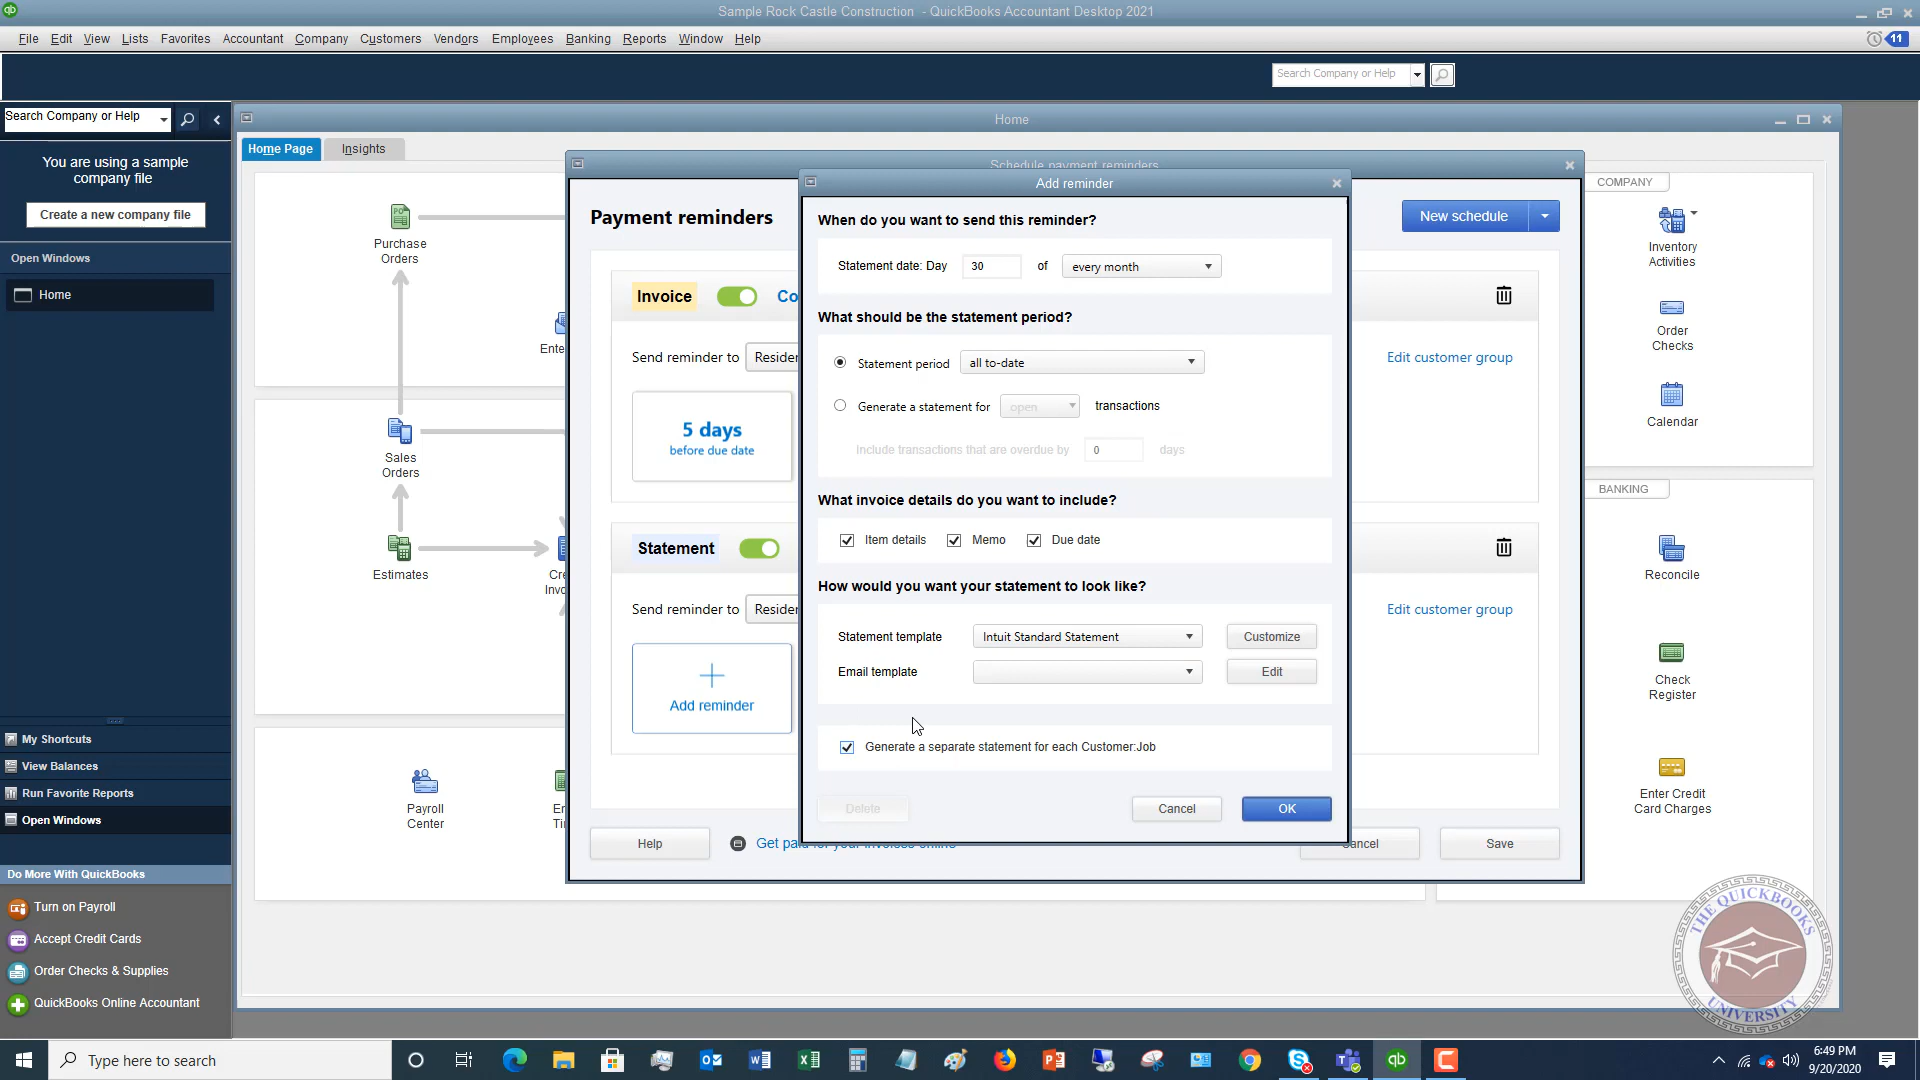 Sample Rock Castle Construction - QuickBooks Accountant Desktop 2021
File Edit View Lists Favorites Accountant Company Customers Vendors Employees Banking Reports Window Help
11
Search Company or Help
Search Company or Help
You are using a sample
company file
Create a new company file
Open Windows
Home
My Shortcuts
View Balances
Run Favorite Reports
Open Windows
Do More With QuickBooks
Turn on Payroll
Accept Credit Cards
Order Checks & Supplies
QuickBooks Online Accountant
Home
Home Page
Insights
Purchase
Orders
Sales
Orders
Estimates
Payroll
Center
Schedule payment reminders
Payment reminders
New schedule
Invoice
Co
Send reminder to
Resider
Edit customer group
5 days
before due date
Statement
Send reminder to
Resider
Edit customer group
Add reminder
Help
Save
Add reminder
When do you want to send this reminder?
Statement date: Day 30 of every month
What should be the statement period?
Statement period all to-date
Generate a statement for open transactions
Include transactions that are overdue by 0 days
What invoice details do you want to include?
Item details Memo Due date
How would you want your statement to look like?
Statement template Intuit Standard Statement Customize
Email template Edit
Generate a separate statement for each Customer:Job
Delete Cancel OK
COMPANY
Inventory
Activities
Order
Checks
Calendar
BANKING
Reconcile
Check
Register
Enter Credit
Card Charges
THE QUICKBOOKS
UNIVERSITY
Type here to search
6:49 PM
9/20/2020